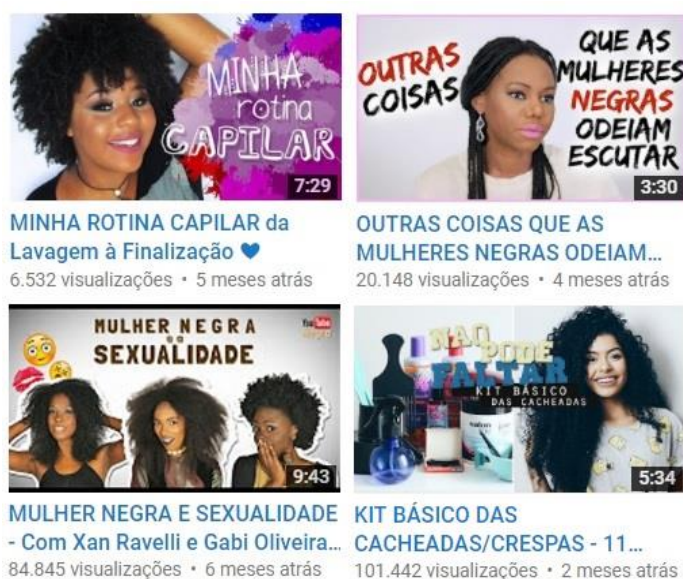 MINHA
rotina
CAPILAR
7:29
MINHA ROTINA CAPILAR da
Lavagem à Finalização
6.532 visualizações • 5 meses atrás
OUTRAS
COISAS
QUE AS
MULHERES
NEGRAS
ODEIAM
ESCUTAR
3:30
OUTRAS COISAS QUE AS
MULHERES NEGRAS ODEIAM...
20.148 visualizações • 4 meses atrás
MULHER NEGRA
SEXUALIDADE
YouTube
9:43
MULHER NEGRA E SEXUALIDADE
- Com Xan Ravelli e Gabi Oliveira...
84.845 visualizações • 6 meses atrás
NAO
PODE
FALTAR
KIT BÁSICO
DAS CACHEADAS
5:34
KIT BÁSICO DAS
CACHEADAS/CRESPAS - 11...
101.442 visualizações • 2 meses atrás